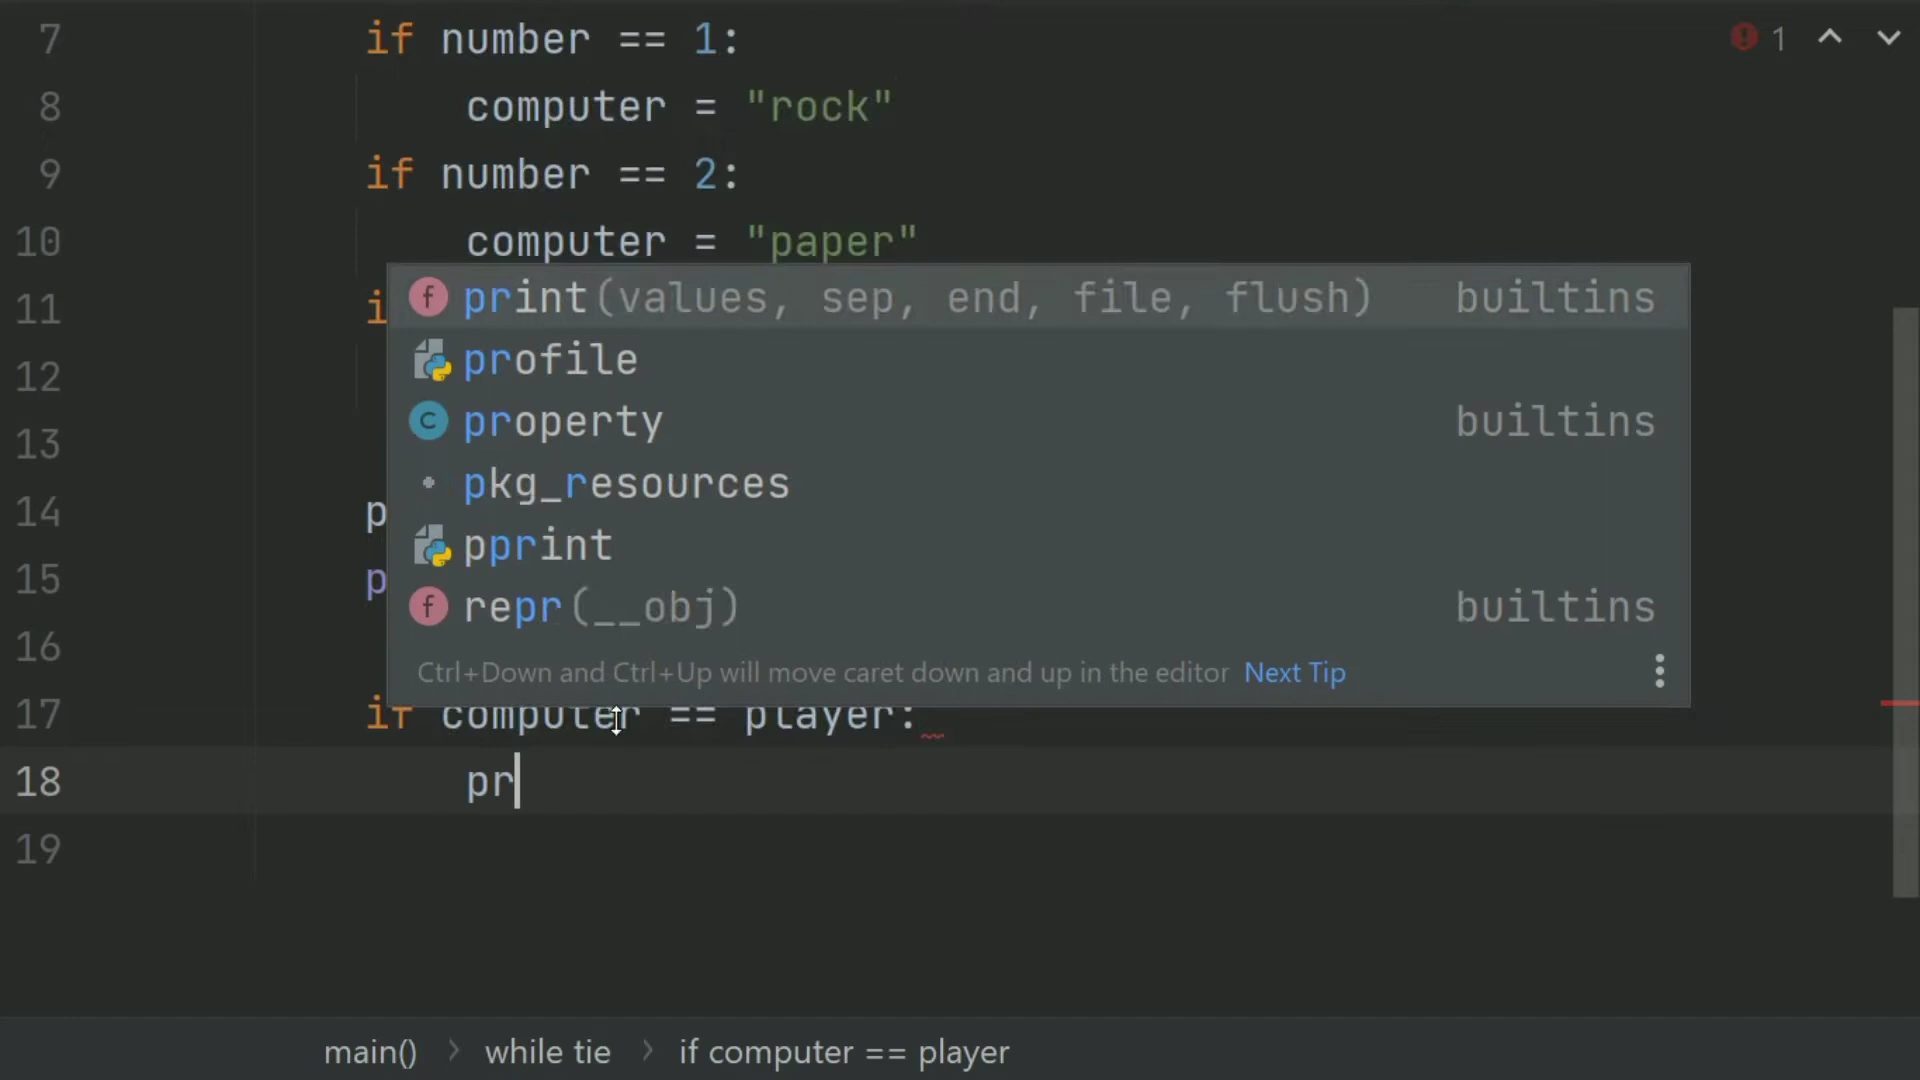 7 if number == 1:
1
8 computer = "rock"
9 if number == 2:
10 computer = "paper"
11 i
print(values, sep, end, file, flush) builtins
profile
12
property builtins
13
pkg_resources
14 p
pprint
15 p
repr(__obj) builtins
16
Ctrl+Down and Ctrl+Up will move caret down and up in the editor Next Tip
17 if computer == player:
18 pr
19
main() > while tie > if computer == player